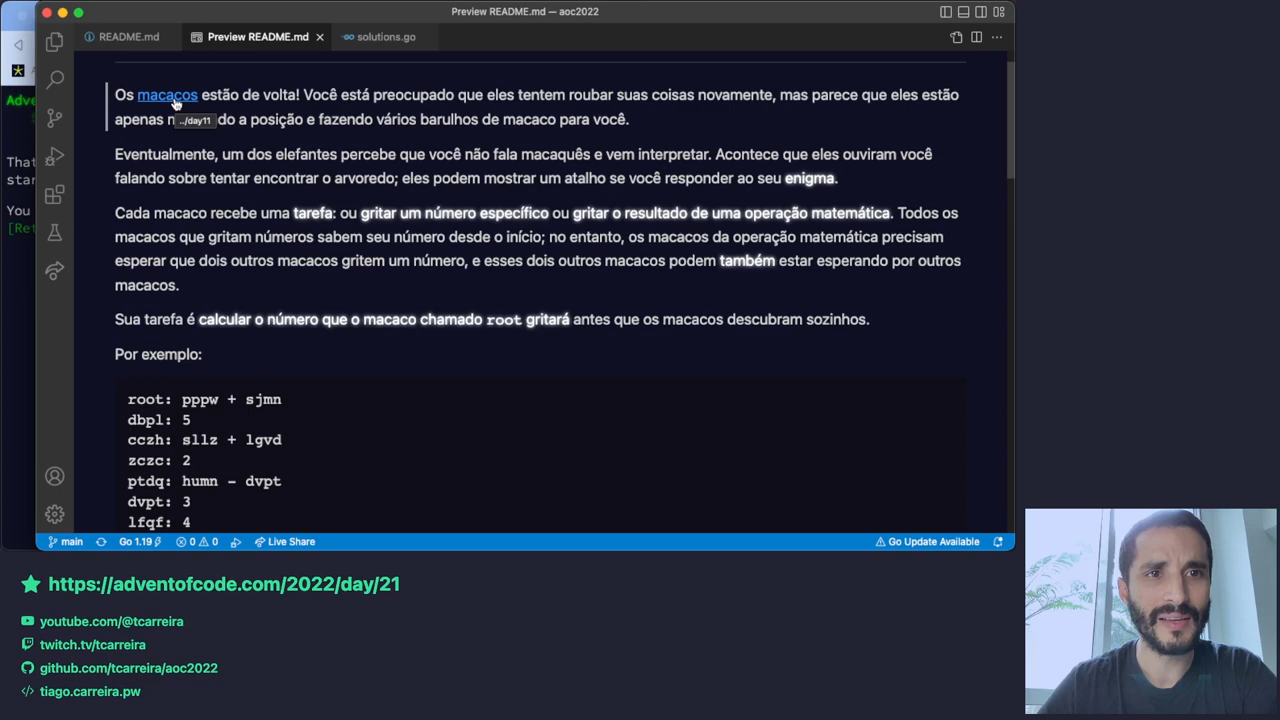 Preview README.md — aoc2022
README.md
Preview README.md
solutions.go
Os macacos estão de volta! Você está preocupado que eles tentem roubar suas coisas novamente, mas parece que eles estão
apenas do a posição e fazendo vários barulhos de macaco para você.
../day11
Eventualmente, um dos elefantes percebe que você não fala macaquês e vem interpretar. Acontece que eles ouviram você
falando sobre tentar encontrar o arvoredo; eles podem mostrar um atalho se você responder ao seu enigma.
Cada macaco recebe uma tarefa: ou gritar um número específico ou gritar o resultado de uma operação matemática. Todos os
macacos que gritam números sabem seu número desde o início; no entanto, os macacos da operação matemática precisam
esperar que dois outros macacos gritem um número, e esses dois outros macacos podem também estar esperando por outros
macacos.
Sua tarefa é calcular o número que o macaco chamado root gritará antes que os macacos descubram sozinhos.
Por exemplo:
root: pppw + sjmn
dbpl: 5
cczh: sllz + lgvd
zczc: 2
ptdq: humn - dvpt
dvpt: 3
lfqf: 4
Adve
That
star
You
[Ret
main
Go 1.19
0 0
Live Share
Go Update Available
https://adventofcode.com/2022/day/21
youtube.com/@tcarreira
twitch.tv/tcarreira
github.com/tcarreira/aoc2022
tiago.carreira.pw